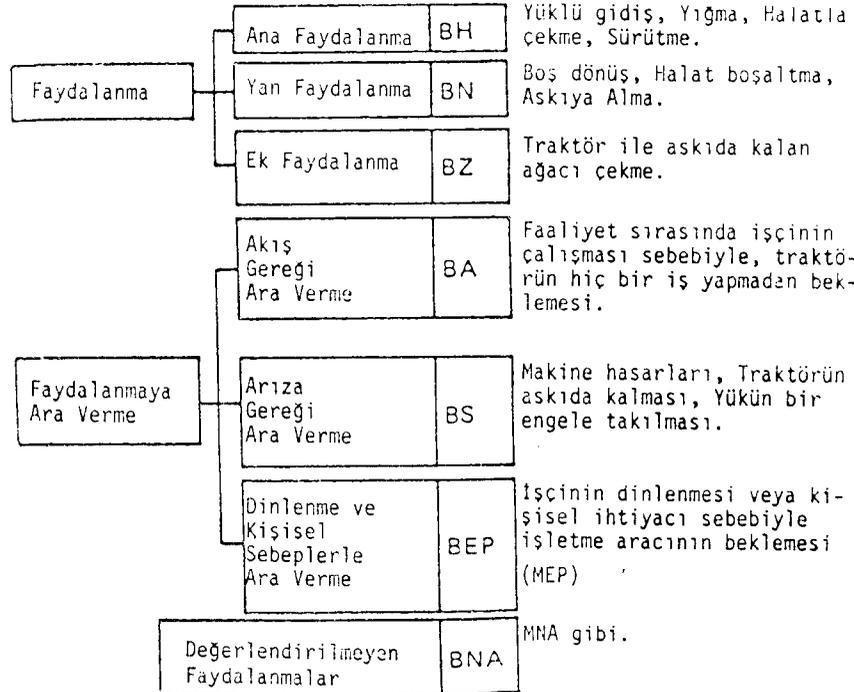 Faydalanma
Ana Faydalanma
BH
Yüklü gidiş, Yığma, Halatla
çekme, Sürütme.
Yan Faydalanma
BN
Boş dönüş, Halat boşaltma,
Askıya Alma.
Ek Faydalanma
BZ
Traktör ile askıda kalan
ağacı çekme.
Faydalanmaya
Ara Verme
Akış
Gereği
Ara Verme
BA
Faaliyet sırasında işçinin
çalışması sebebiyle, traktö-
rün hiç bir iş yapmadan bek-
lemesi.
Arıza
Gereği
Ara Verme
BS
Makine hasarları, Traktörün
askıda kalması, Yükün bir
engele takılması.
Dinlenme ve
Kişisel
Sebeplerle
Ara Verme
BEP
İşçinin dinlenmesi veya ki-
şisel ihtiyacı sebebiyle
işletme aracının beklemesi
(MEP)
Değerlendirilmeyen
Faydalanmalar
BNA
MNA gibi.